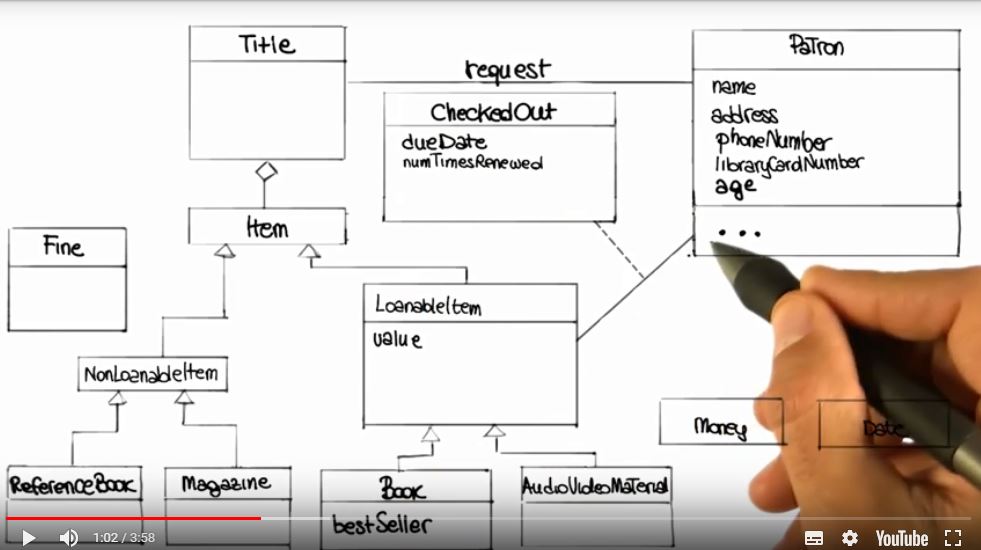 Title
request
Patron
name
address
phoneNumber
libraryCardNumber
age
...
CheckedOut
dueDate
numTimesRenewed
Item
Fine
LoanableItem
value
NonLoanableItem
Money
Date
ReferenceBook
Magazine
Book
bestSeller
AudioVideoMaterial
1:02 / 3:58
YouTube